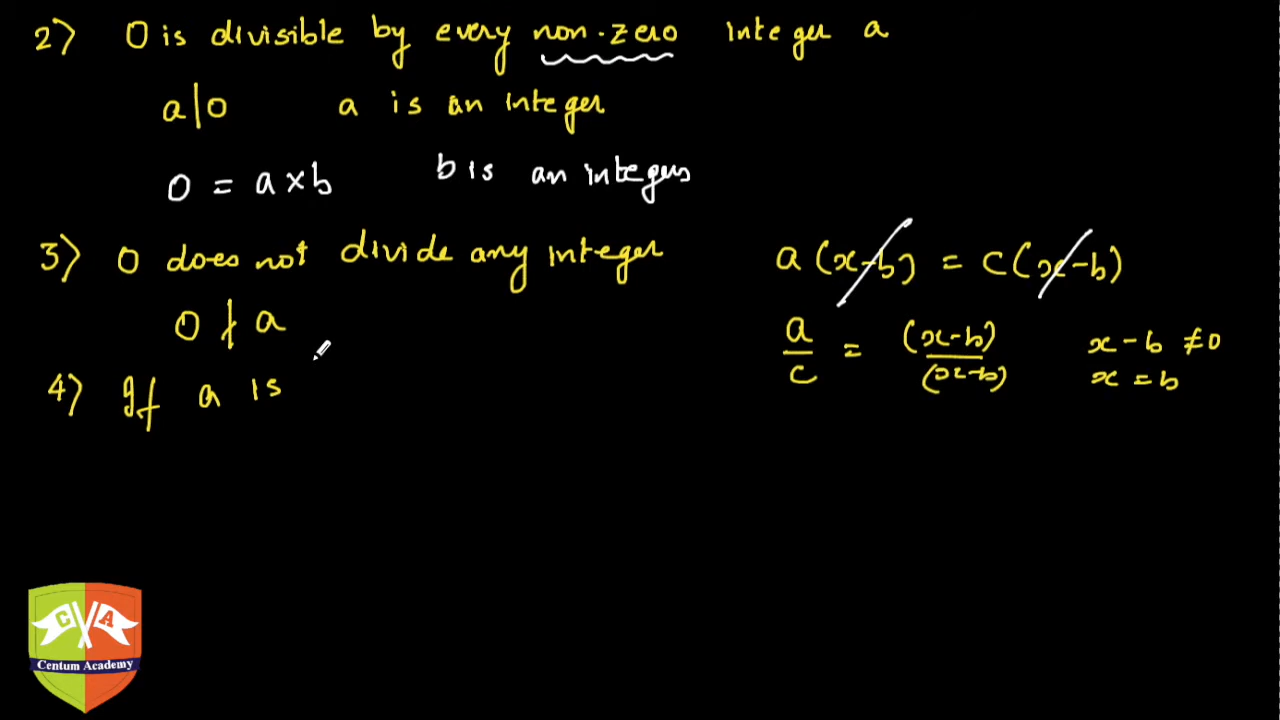 2) 0 is divisible by every non-zero integer a
a|0 a is an integer
0 = a×b b is an integers
3) 0 does not divide any integer
0 ∤ a
4) If a is
a(x-b) = c(x-b)
a/c = (x-b)/(x-b) x-b ≠0
x = b
C A
Centum Academy